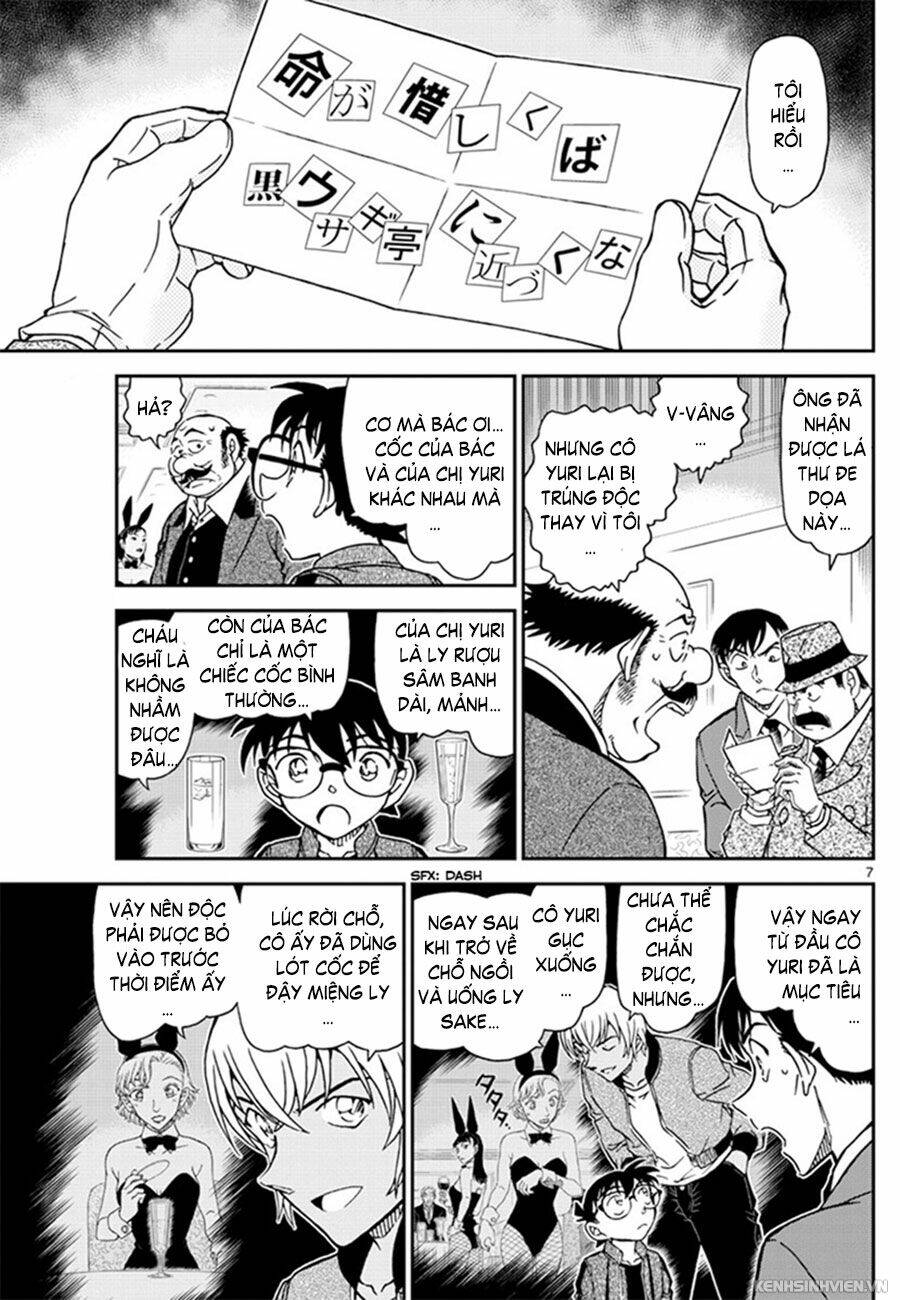 命が惜しくば
黒ウサギ亭に近づくな
TÔI
HIỂU
RỒI
...
ÔNG ĐÃ
NHẬN
ĐƯỢC LÁ
THƯ ĐE
DỌA
NÀY...
V-VÂNG
...
NHƯNG CÔ
YURI LẠI BỊ
TRÚNG ĐỘC
THAY VÌ TÔI
...
CƠ MÀ BÁC ƠI...
CỐC CỦA BÁC
VÀ CỦA CHỊ YURI
KHÁC NHAU MÀ
...
HẢ?
CỦA CHỊ YURI
LÀ LY RƯỢU
SÂM BANH
DÀI, MẢNH...
CÒN CỦA BÁC
CHỈ LÀ MỘT
CHIẾC CỐC BÌNH
THƯỜNG...
CHÁU
NGHĨ LÀ
KHÔNG
NHẦM
ĐƯỢC
ĐÂU...
7
SFX: DASH
VẬY NGAY
TỪ ĐẦU CÔ
YURI ĐÃ LÀ
MỤC TIÊU
CHƯA THỂ
CHẮC
CHẮN
ĐƯỢC,
NHƯNG...
CÔ YURI
GỤC
XUỐNG
...
NGAY SAU
KHI TRỞ VỀ
CHỖ NGỒI
VÀ UỐNG LY
SAKE...
タタタ...
LÚC RỜI CHỖ,
CÔ ẤY ĐÃ DÙNG
LÓT CỐC ĐỂ
ĐẬY MIỆNG LY
...
VẬY NÊN ĐỘC
PHẢI ĐƯỢC BỎ
VÀO TRƯỚC
THỜI ĐIỂM ẤY
...
KENHSINHVIEN.VN